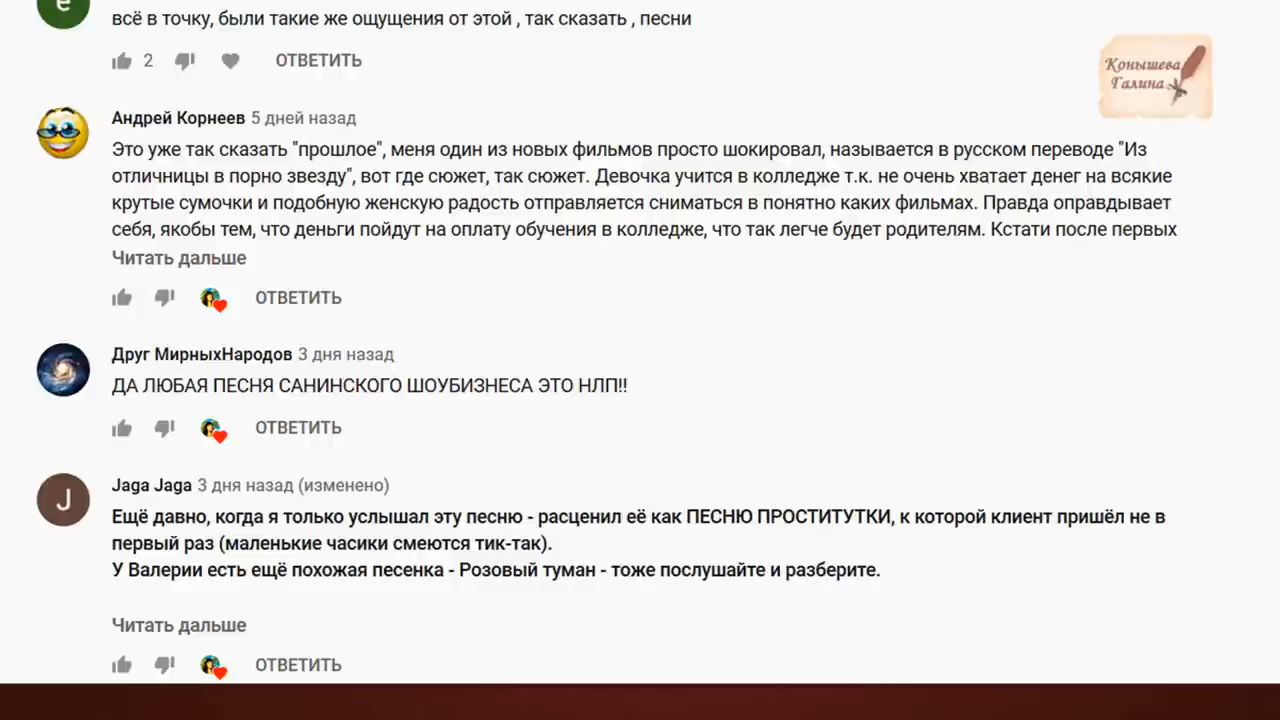 e
всё в точку, были такие же ощущения от этой , так сказать , песни
2 ОТВЕТИТЬ
Конышева
Галина
Андрей Корнеев 5 дней назад
Это уже так сказать "прошлое", меня один из новых фильмов просто шокировал, называется в русском переводе "Из
отличницы в порно звезду", вот где сюжет, так сюжет. Девочка учится в колледже т.к. не очень хватает денег на всякие
крутые сумочки и подобную женскую радость отправляется сниматься в понятно каких фильмах. Правда оправдывает
себя, якобы тем, что деньги пойдут на оплату обучения в колледже, что так легче будет родителям. Кстати после первых
Читать дальше
ОТВЕТИТЬ
Друг МирныхНародов 3 дня назад
ДА ЛЮБАЯ ПЕСНЯ САНИНСКОГО ШОУБИЗНЕСА ЭТО НЛП!!
ОТВЕТИТЬ
J
Jaga Jaga 3 дня назад (изменено)
Ещё давно, когда я только услышал эту песню - расценил её как ПЕСНЮ ПРОСТИТУТКИ, к которой клиент пришёл не в
первый раз (маленькие часики смеются тик-так).
У Валерии есть ещё похожая песенка - Розовый туман - тоже послушайте и разберите.
Читать дальше
ОТВЕТИТЬ